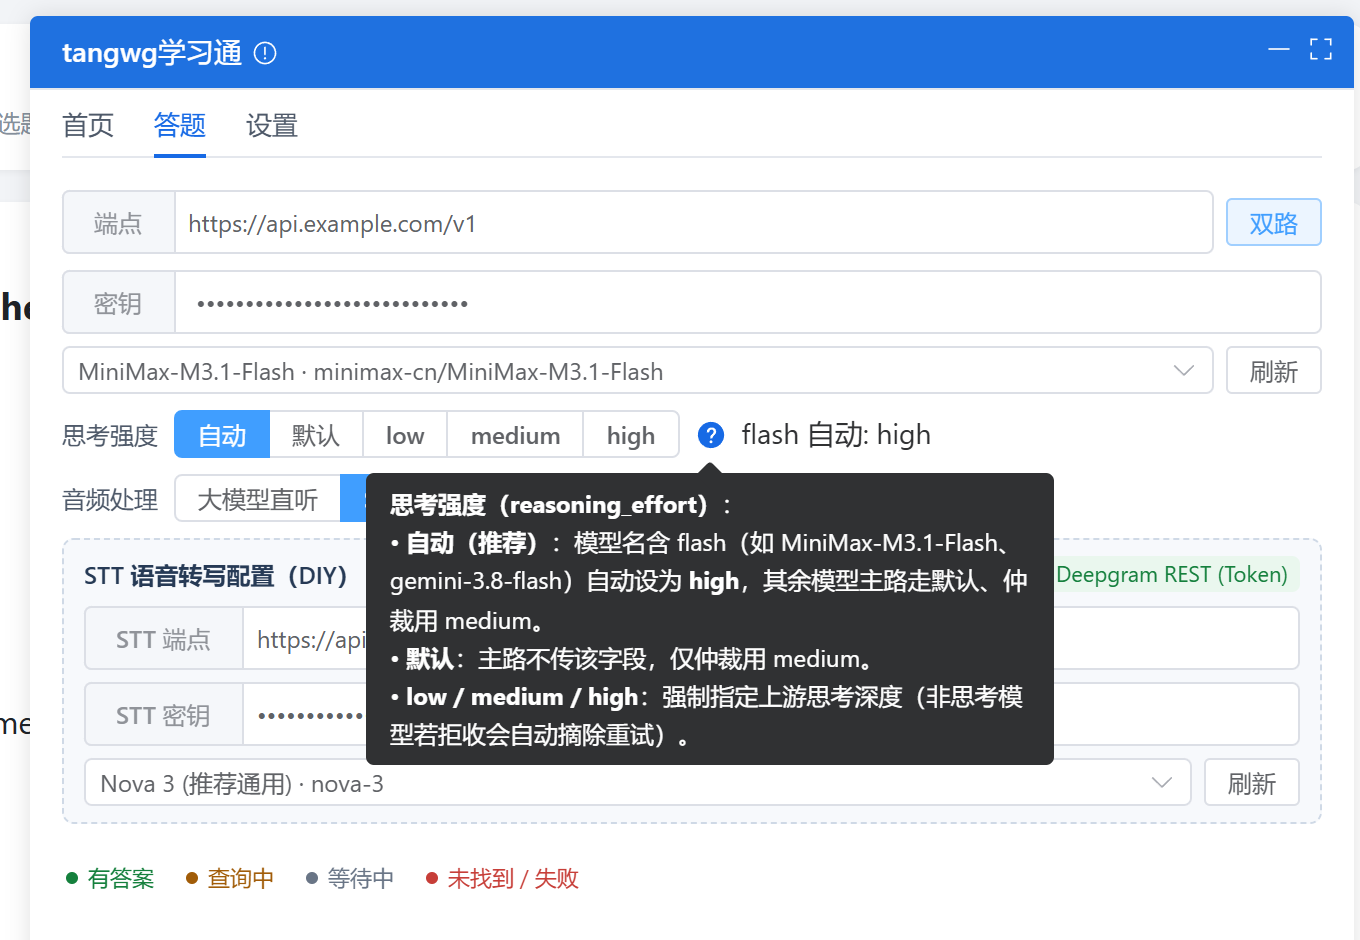 tangwg学习通
首页 答题 设置
端点 https://api.example.com/v1 双路
密钥 ••••••••••••••••••••••••••••
MiniMax-M3.1-Flash · minimax-cn/MiniMax-M3.1-Flash 刷新
思考强度 自动 默认 low medium high ? flash 自动: high
音频处理 大模型直听
思考强度（reasoning_effort）：
• 自动（推荐）：模型名含 flash（如 MiniMax-M3.1-Flash、
gemini-3.8-flash）自动设为 high，其余模型主路走默认、仲
裁用 medium。
• 默认：主路不传该字段，仅仲裁用 medium。
• low / medium / high：强制指定上游思考深度（非思考模
型若拒收会自动摘除重试）。
STT 语音转写配置（DIY） Deepgram REST (Token)
STT 端点 https://api
STT 密钥 •••••••••••
Nova 3 (推荐通用) · nova-3 刷新
有答案 查询中 等待中 未找到 / 失败